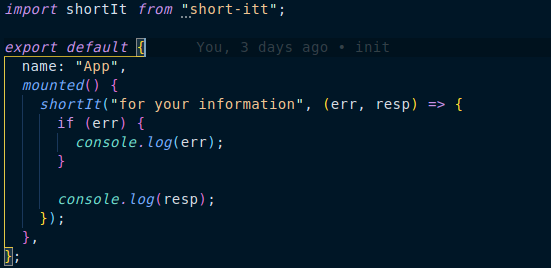 import shortIt from "short-itt";
export default { You, 3 days ago • init
name: "App",
mounted() {
shortIt("for your information", (err, resp) => {
if (err) {
console.log(err);
}
console.log(resp);
});
},
};